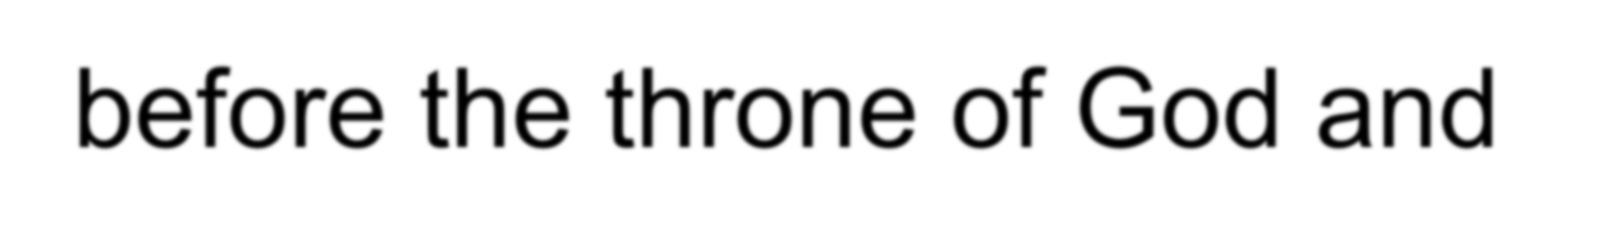 before the throne of God and